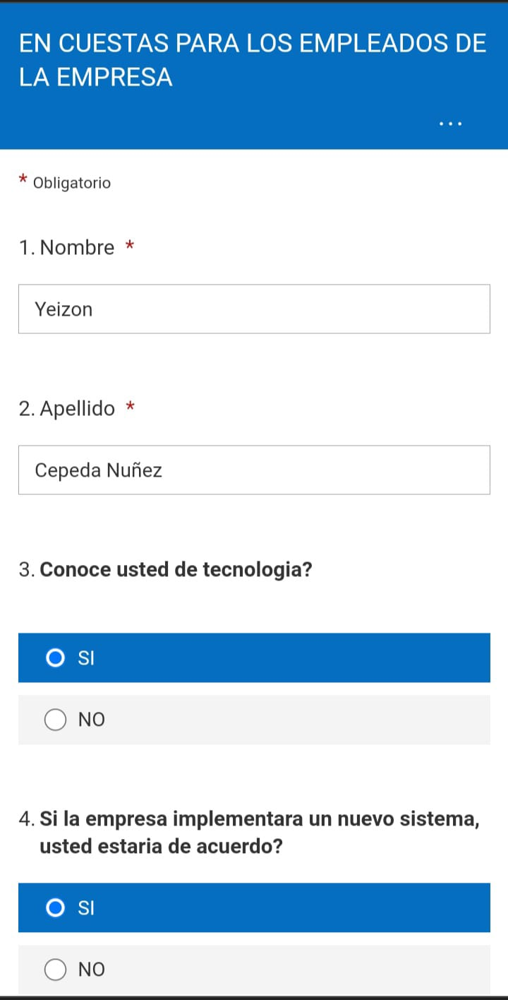 EN CUESTAS PARA LOS EMPLEADOS DE
LA EMPRESA
...
* Obligatorio
1. Nombre *
Yeizon
2. Apellido *
Cepeda Nuñez
3. Conoce usted de tecnologia?
SI
NO
4. Si la empresa implementara un nuevo sistema,
usted estaria de acuerdo?
SI
NO